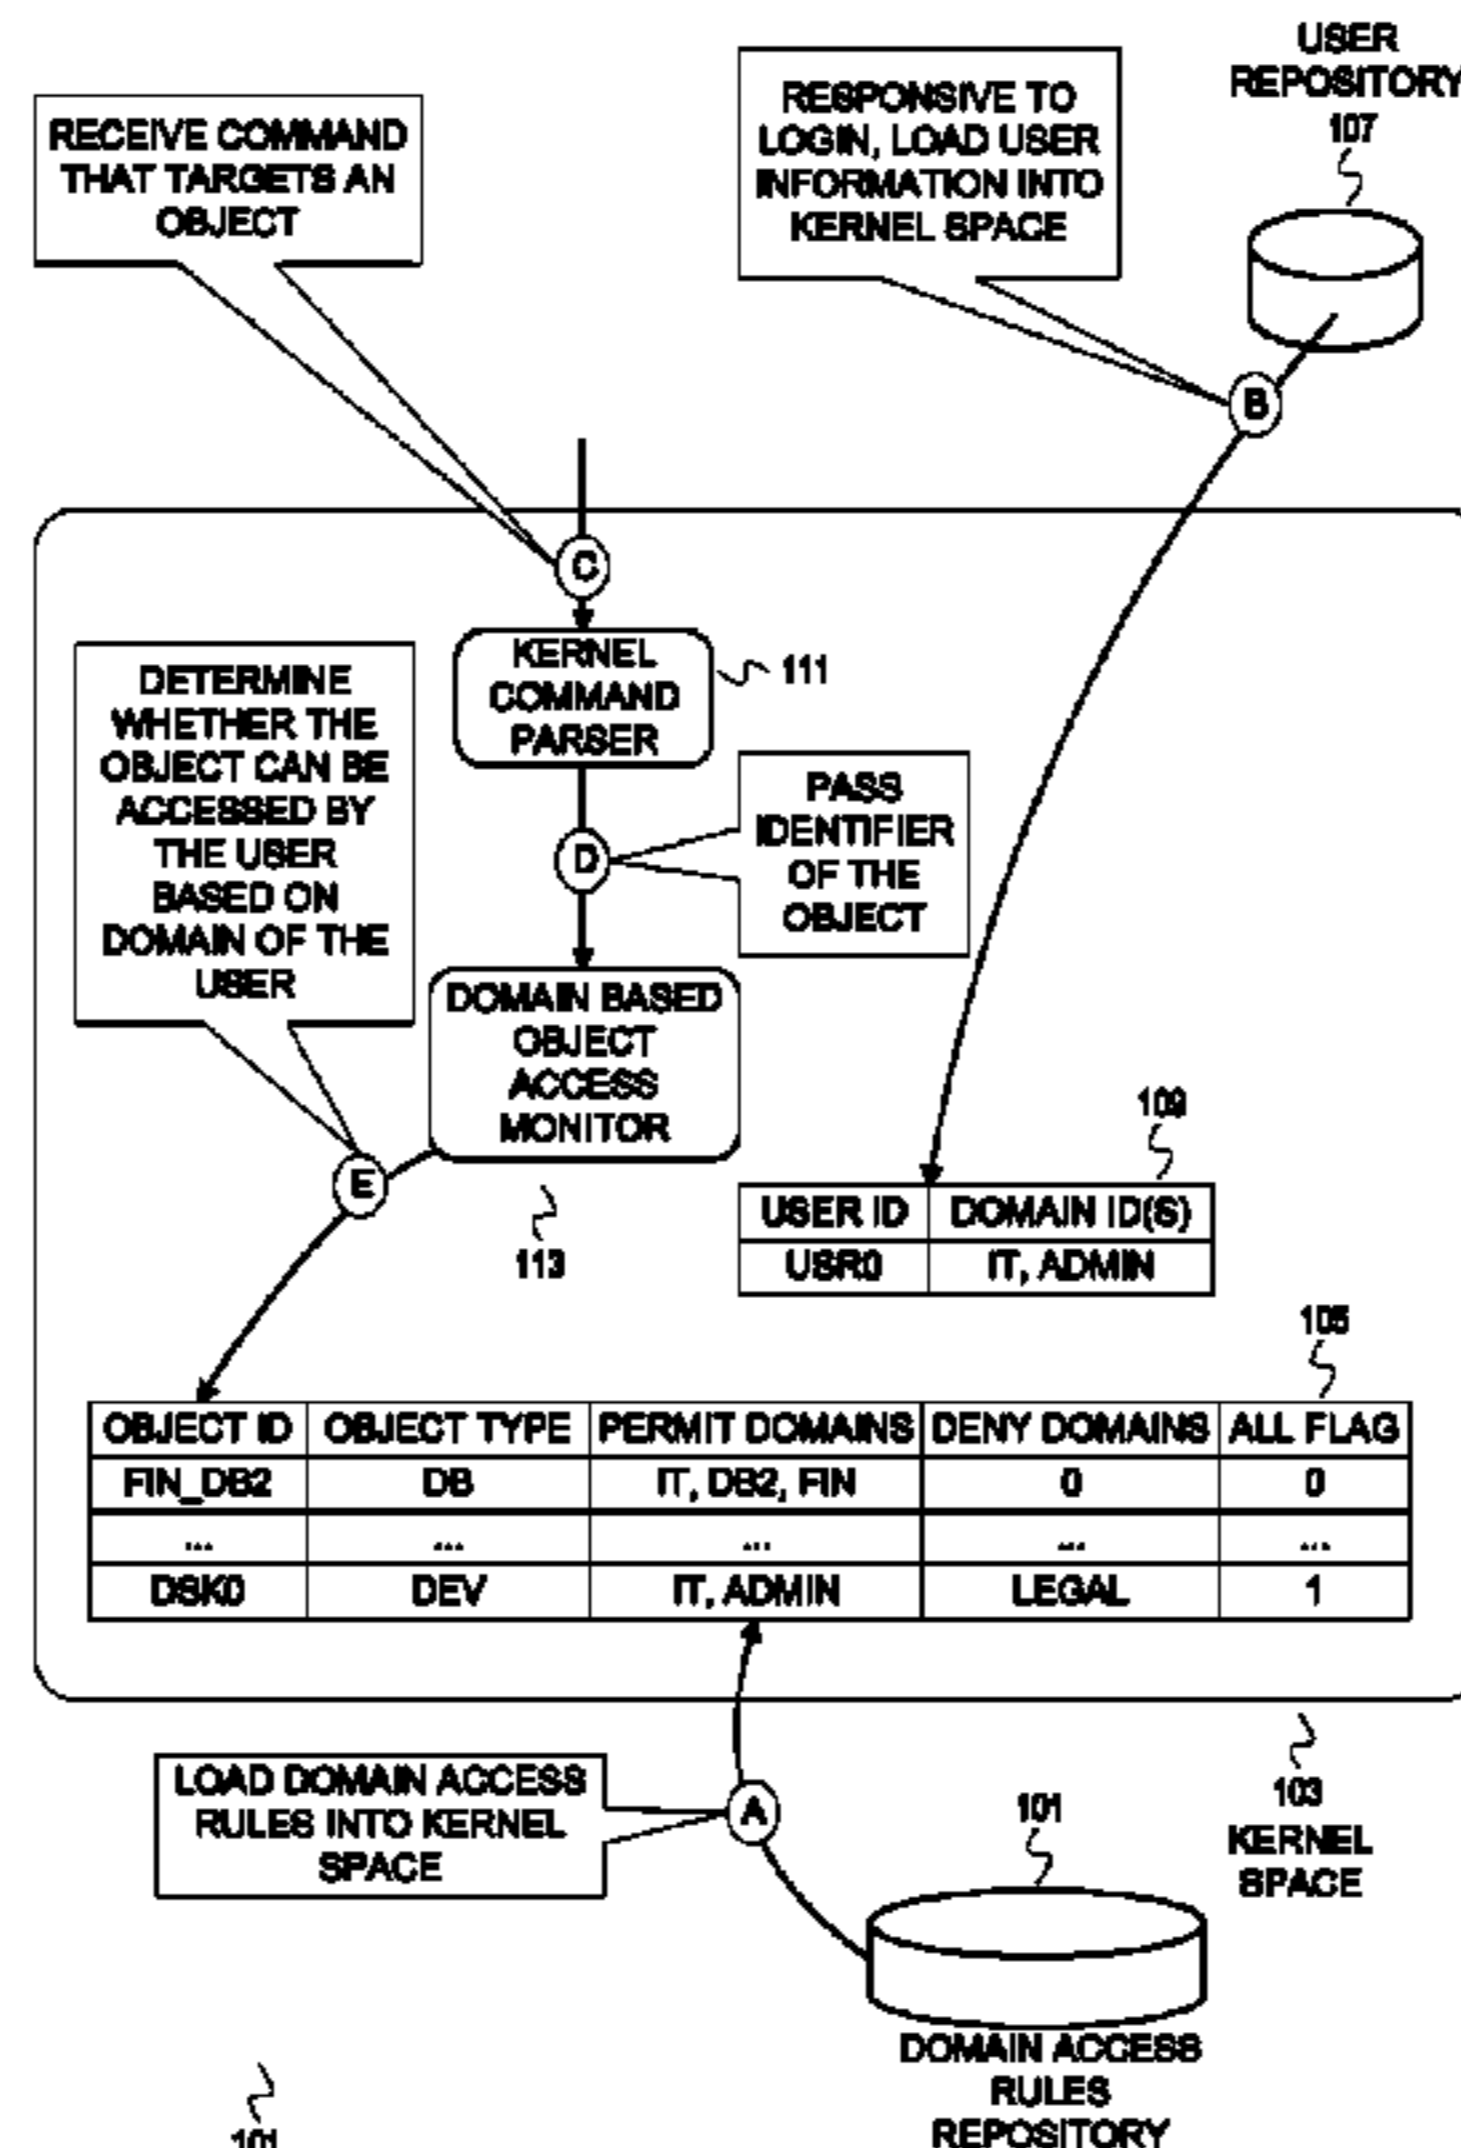 USER
REPOSITORY
107
RESPONSIVE TO
LOGIN, LOAD USER
INFORMATION INTO
KERNEL SPACE
RECEIVE COMMAND
THAT TARGETS AN
OBJECT
B
C
KERNEL
COMMAND
PARSER
111
DETERMINE
WHETHER THE
OBJECT CAN BE
ACCESSED BY
THE USER
BASED ON
DOMAIN OF THE
USER
PASS
IDENTIFIER
OF THE
OBJECT
D
DOMAIN BASED
OBJECT
ACCESS
MONITOR
E
113
109
USER ID DOMAIN ID(S)
USR0 IT, ADMIN
105
OBJECT ID OBJECT TYPE PERMIT DOMAINS DENY DOMAINS ALL FLAG
FIN_DB2 DB IT, DB2, FIN 0 0
... ... ... ... ...
DSK0 DEV IT, ADMIN LEGAL 1
LOAD DOMAIN ACCESS
RULES INTO KERNEL
SPACE
A
103
KERNEL
SPACE
101
DOMAIN ACCESS
RULES
REPOSITORY
101